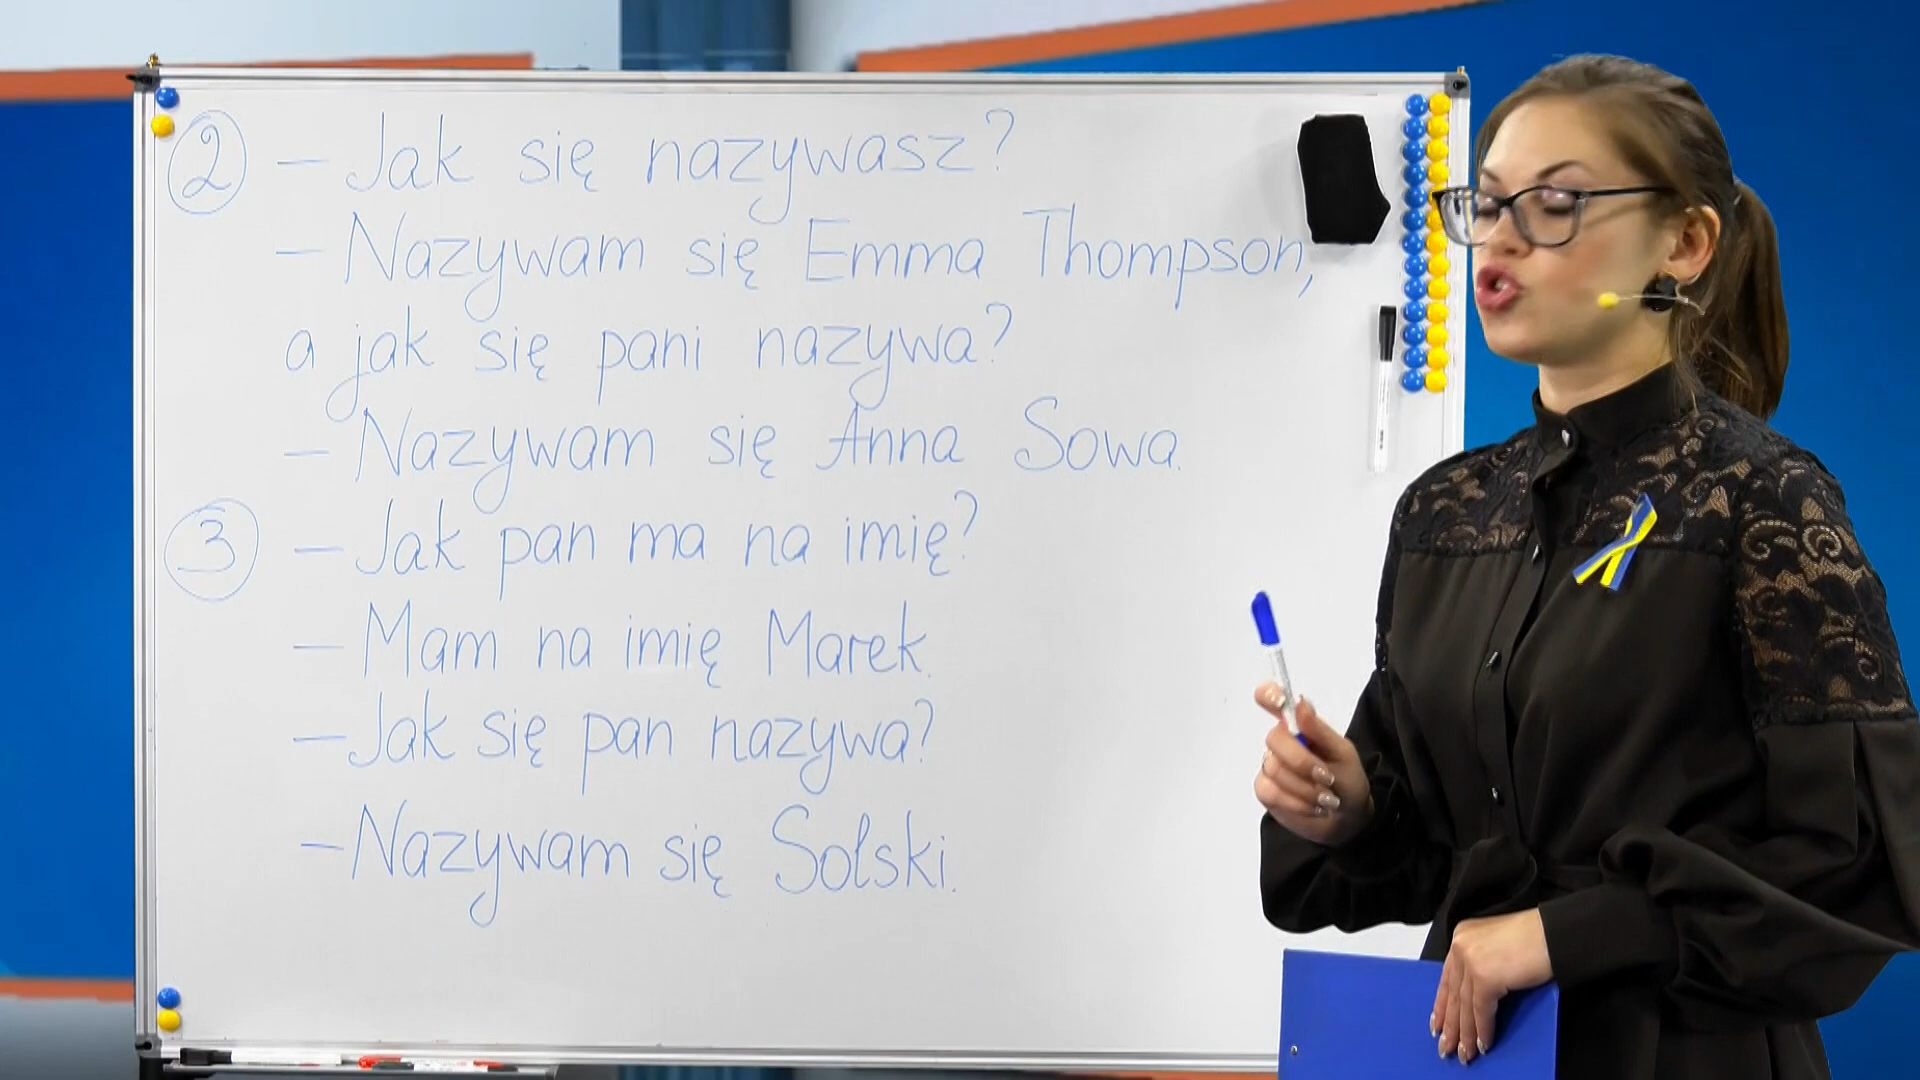 2 — Jak się nazywasz?
— Nazywam się Emma Thompson,
a jak się pani nazywa?
— Nazywam się Anna Sowa.
3 — Jak pan ma na imię?
— Mam na imię Marek.
— Jak się pan nazywa?
— Nazywam się Solski.